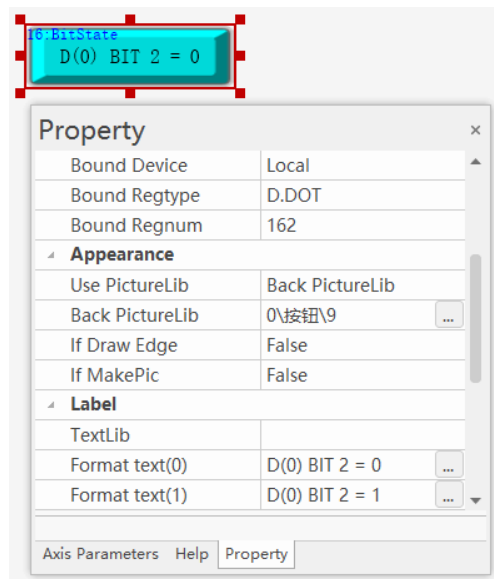 16:BitState
D(0) BIT 2 = 0
Property
Bound Device Local
Bound Regtype D.DOT
Bound Regnum 162
Appearance
Use PictureLib Back PictureLib
Back PictureLib 0\按钮\9 ...
If Draw Edge False
If MakePic False
Label
TextLib
Format text(0) D(0) BIT 2 = 0 ...
Format text(1) D(0) BIT 2 = 1 ...
Axis Parameters Help Property